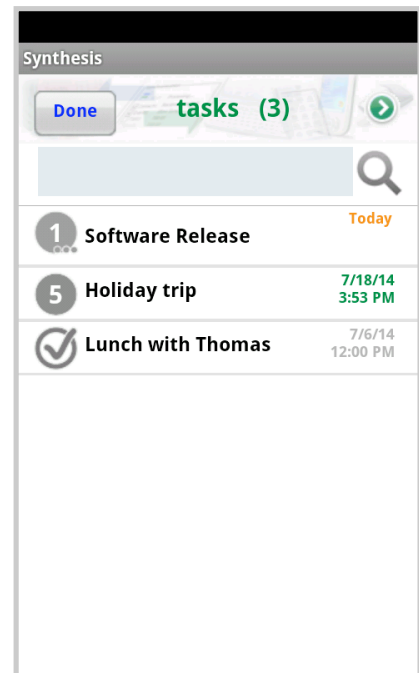 Synthesis
Done tasks (3)
Today
1 Software Release
7/18/14
5 Holiday trip
3:53 PM
7/6/14
Lunch with Thomas
12:00 PM